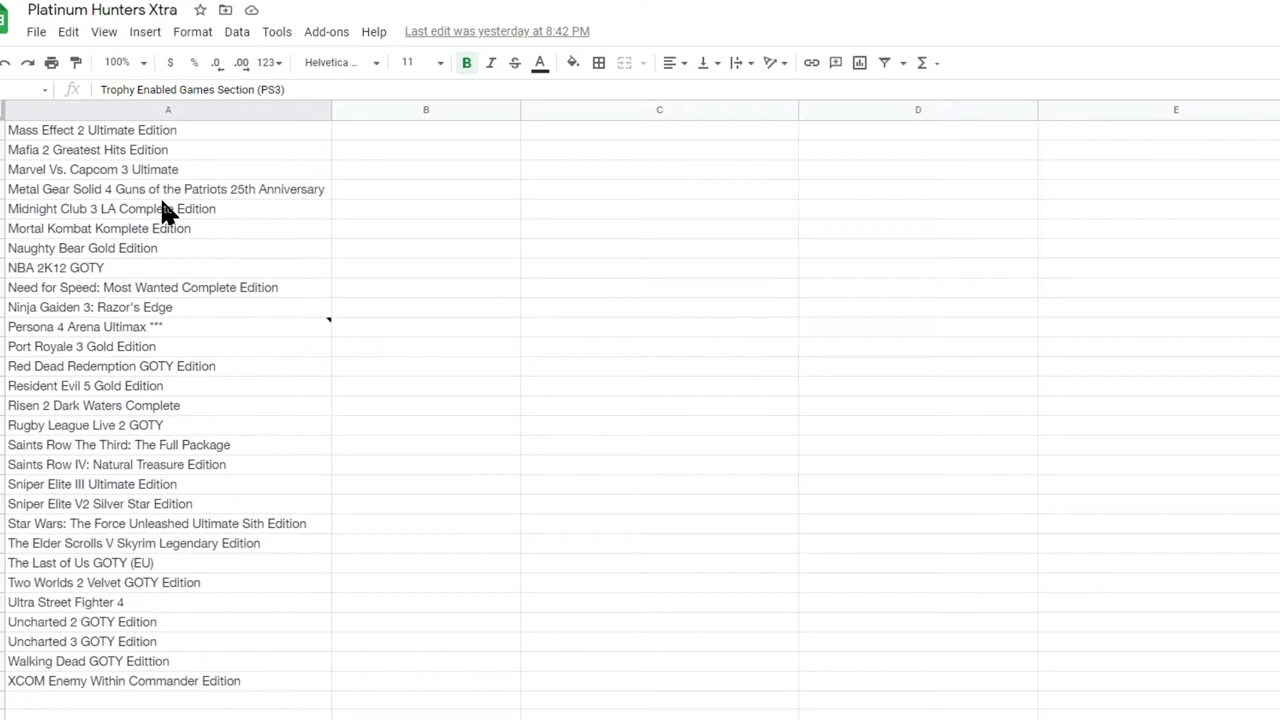 Platinum Hunters Xtra
File Edit View Insert Format Data Tools Add-ons Help Last edit was yesterday at 8:42 PM
100% $ % .0 .00 123 Helvetica ... 11 B I S A
fx Trophy Enabled Games Section (PS3)
A B C D E
Mass Effect 2 Ultimate Edition
Mafia 2 Greatest Hits Edition
Marvel Vs. Capcom 3 Ultimate
Metal Gear Solid 4 Guns of the Patriots 25th Anniversary
Midnight Club 3 LA Complete Edition
Mortal Kombat Komplete Edition
Naughty Bear Gold Edition
NBA 2K12 GOTY
Need for Speed: Most Wanted Complete Edition
Ninja Gaiden 3: Razor's Edge
Persona 4 Arena Ultimax ***
Port Royale 3 Gold Edition
Red Dead Redemption GOTY Edition
Resident Evil 5 Gold Edition
Risen 2 Dark Waters Complete
Rugby League Live 2 GOTY
Saints Row The Third: The Full Package
Saints Row IV: Natural Treasure Edition
Sniper Elite III Ultimate Edition
Sniper Elite V2 Silver Star Edition
Star Wars: The Force Unleashed Ultimate Sith Edition
The Elder Scrolls V Skyrim Legendary Edition
The Last of Us GOTY (EU)
Two Worlds 2 Velvet GOTY Edition
Ultra Street Fighter 4
Uncharted 2 GOTY Edition
Uncharted 3 GOTY Edition
Walking Dead GOTY Edittion
XCOM Enemy Within Commander Edition